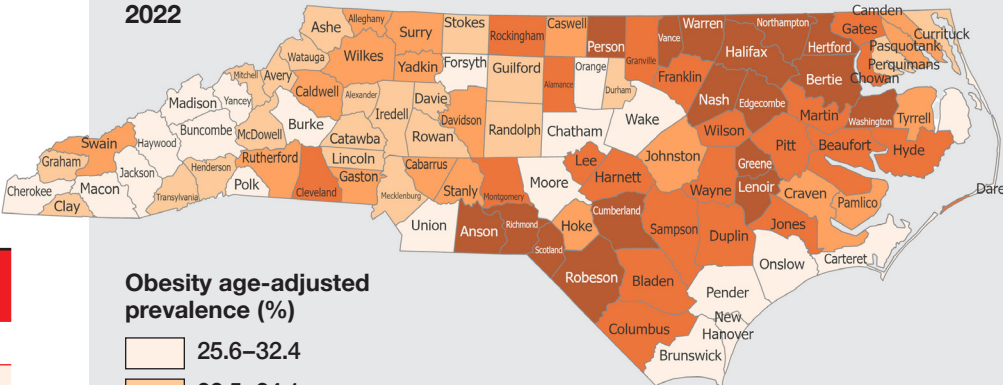 2022
Camden
Ashe
Alleghany
Surry
Stokes
Rockingham
Caswell
Person
Vance
Warren
Northampton
Gates
Currituck
Granville
Halifax
Hertford
Pasquotank
Watauga
Wilkes
Yadkin
Forsyth
Guilford
Orange
Durham
Franklin
Bertie
Perquimans
Chowan
Mitchell
Avery
Caldwell
Alexander
Davie
Alamance
Nash
Edgecombe
Madison
Yancey
Iredell
Davidson
Randolph
Chatham
Wake
Martin
Washington
Tyrrell
Buncombe
McDowell
Burke
Catawba
Rowan
Wilson
Pitt
Beaufort
Hyde
Swain
Haywood
Graham
Rutherford
Lincoln
Cabarrus
Lee
Johnston
Greene
Jackson
Henderson
Cleveland
Gaston
Stanly
Montgomery
Moore
Harnett
Wayne
Lenoir
Craven
Dare
Cherokee
Macon
Clay
Transylvania
Polk
Mecklenburg
Pamlico
Union
Anson
Richmond
Scotland
Hoke
Cumberland
Sampson
Duplin
Jones
Onslow
Carteret
Robeson
Bladen
Pender
New
Hanover
Columbus
Brunswick
Obesity age-adjusted
prevalence (%)
25.6–32.4